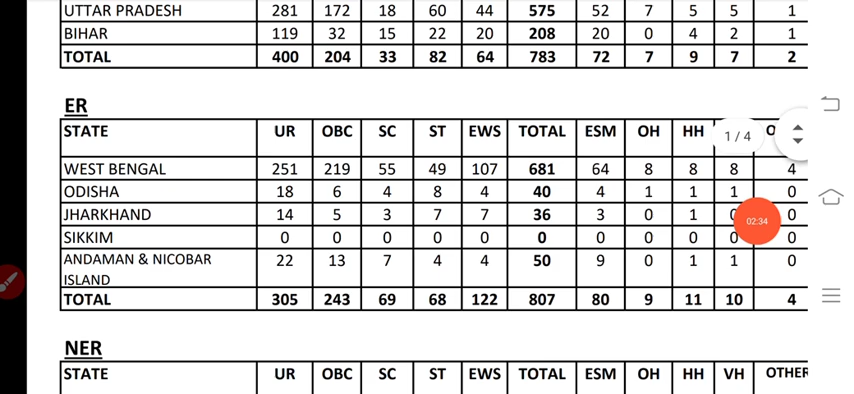 UTTAR PRADESH 281 172 18 60 44 575 52 7 5 5 1
BIHAR 119 32 15 22 20 208 20 0 4 2 1
TOTAL 400 204 33 82 64 783 72 7 9 7 2
ER
STATE UR OBC SC ST EWS TOTAL ESM OH HH O
1 / 4
WEST BENGAL 251 219 55 49 107 681 64 8 8 8 4
ODISHA 18 6 4 8 4 40 4 1 1 1 0
JHARKHAND 14 5 3 7 7 36 3 0 1 0 0
02:34
SIKKIM 0 0 0 0 0 0 0 0 0 0 0
ANDAMAN & NICOBAR 22 13 7 4 4 50 9 0 1 1 0
ISLAND
TOTAL 305 243 69 68 122 807 80 9 11 10 4
NER
STATE UR OBC SC ST EWS TOTAL ESM OH HH VH OTHER